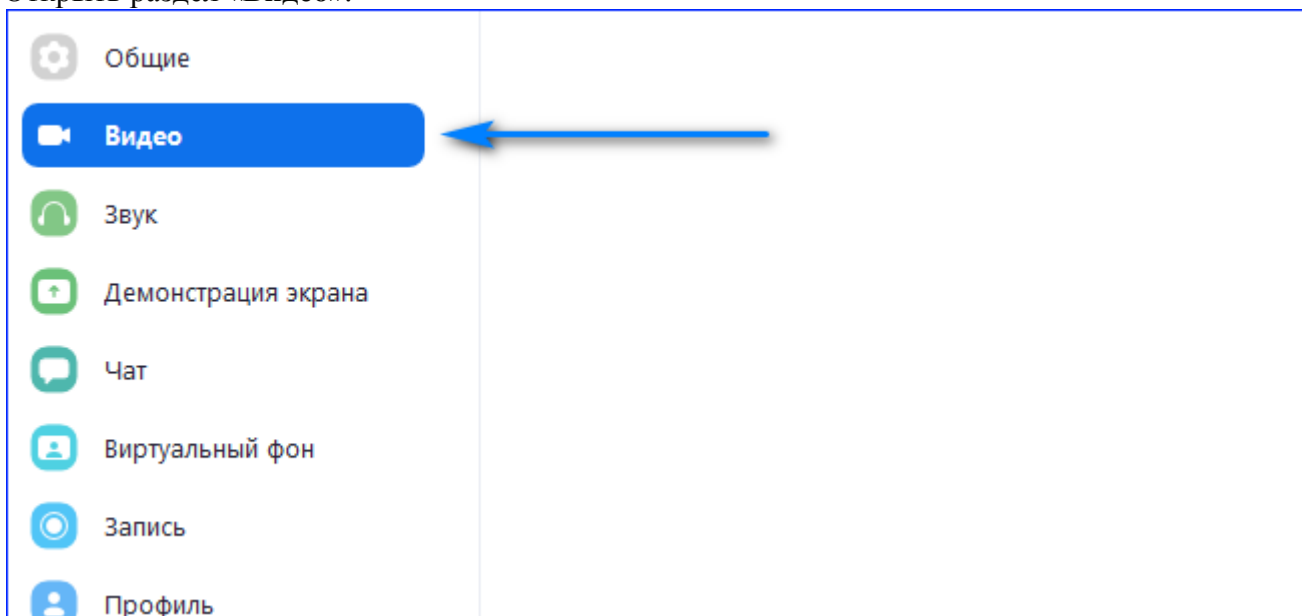 Общие
Видео
Звук
Демонстрация экрана
Чат
Виртуальный фон
Запись
Профиль